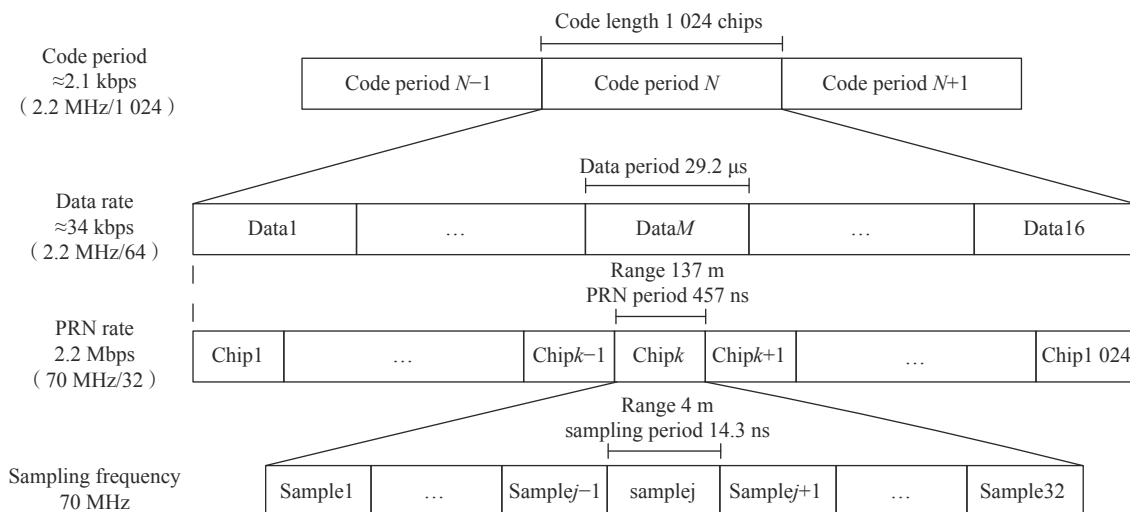 Code length 1 024 chips
Code period
≈2.1 kbps
( 2.2 MHz/1 024 )
Code period N−1
Code period N
Code period N+1
Data period 29.2 μs
Data rate
≈34 kbps
( 2.2 MHz/64 )
Data1
…
DataM
…
Data16
Range 137 m
PRN period 457 ns
PRN rate
2.2 Mbps
( 70 MHz/32 )
Chip1
…
Chipk−1
Chipk
Chipk+1
…
Chip1 024
Range 4 m
sampling period 14.3 ns
Sampling frequency
70 MHz
Sample1
…
Samplej−1
samplej
Samplej+1
…
Sample32